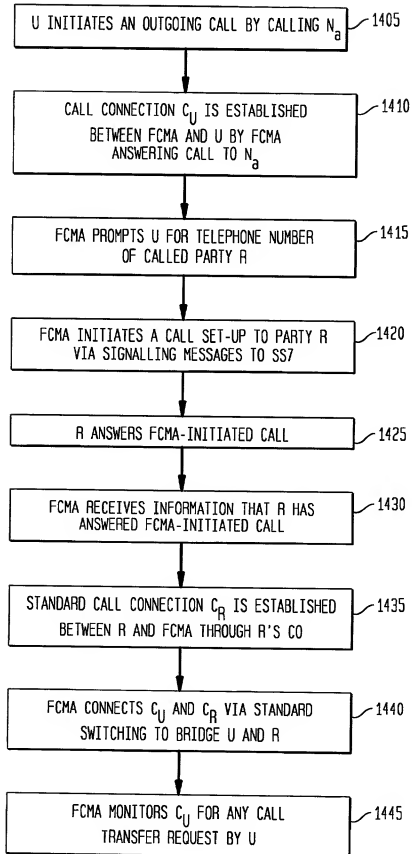 U INITIATES AN OUTGOING CALL BY CALLING Na
1405
CALL CONNECTION CU IS ESTABLISHED
BETWEEN FCMA AND U BY FCMA
ANSWERING CALL TO Na
1410
FCMA PROMPTS U FOR TELEPHONE NUMBER
OF CALLED PARTY R
1415
FCMA INITIATES A CALL SET-UP TO PARTY R
VIA SIGNALLING MESSAGES TO SS7
1420
R ANSWERS FCMA-INITIATED CALL
1425
FCMA RECEIVES INFORMATION THAT R HAS
ANSWERED FCMA-INITIATED CALL
1430
STANDARD CALL CONNECTION CR IS ESTABLISHED
BETWEEN R AND FCMA THROUGH R'S CO
1435
FCMA CONNECTS CU AND CR VIA STANDARD
SWITCHING TO BRIDGE U AND R
1440
FCMA MONITORS CU FOR ANY CALL
TRANSFER REQUEST BY U
1445